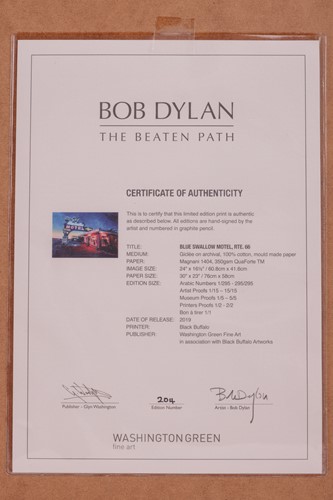 BOB DYLAN
THE BEATEN PATH
CERTIFICATE OF AUTHENTICITY
This is to certify that this limited edition print is authentic
as described below. All editions are hand-signed by the
artist and numbered in graphite pencil.
TITLE: BLUE SWALLOW MOTEL, RTE. 66
MEDIUM: Giclée on archival, 100% cotton, mould made paper
PAPER: Magnani 1404, 350gsm QuaForte TM
IMAGE SIZE: 24" x 16½" / 60.8cm x 41.8cm
PAPER SIZE: 30" x 23" / 76cm x 58cm
EDITION SIZE: Arabic Numbers 1/295 - 295/295
Artist Proofs 1/15 – 15/15
Museum Proofs 1/5 – 5/5
Printers Proofs 1/2 - 2/2
Bon à tirer 1/1
DATE OF RELEASE: 2019
PRINTER: Black Buffalo
PUBLISHER: Washington Green Fine Art
in association with Black Buffalo Artworks
204
Bob Dylan
Publisher - Glyn Washington
Edition Number
Artist - Bob Dylan
WASHINGTON GREEN
fine art